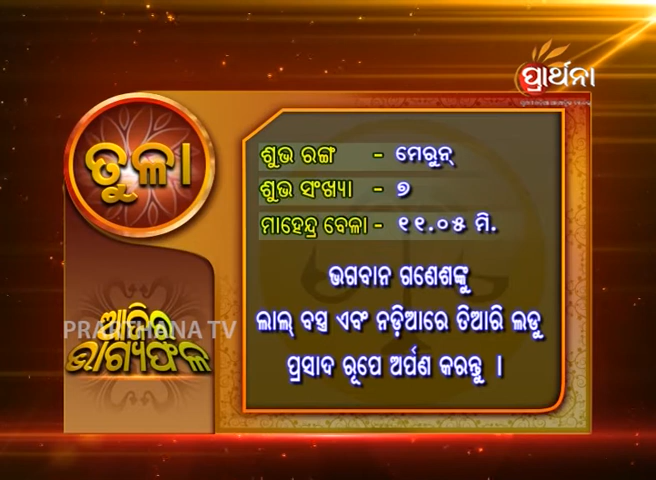 ପ୍ରାର୍ଥନା
ତୁଳା
ଶୁଭ ରଙ୍ଗ - ମେରୁନ୍
ଶୁଭ ସଂଖ୍ୟା - ୭
ମାହେନ୍ଦ୍ର ବେଳା - ୧୧.୦୫ ମି.
ଭଗବାନ ଗଣେଶଙ୍କୁ
ଲାଲ୍ ବସ୍ତ୍ର ଏବଂ ନଡ଼ିଆରେ ତିଆରି ଲଡୁ
ପ୍ରସାଦ ରୂପେ ଅର୍ପଣ କରନ୍ତୁ ।
ଆଜିର
PRARTHANA TV
ଭାଗ୍ୟଫଳ